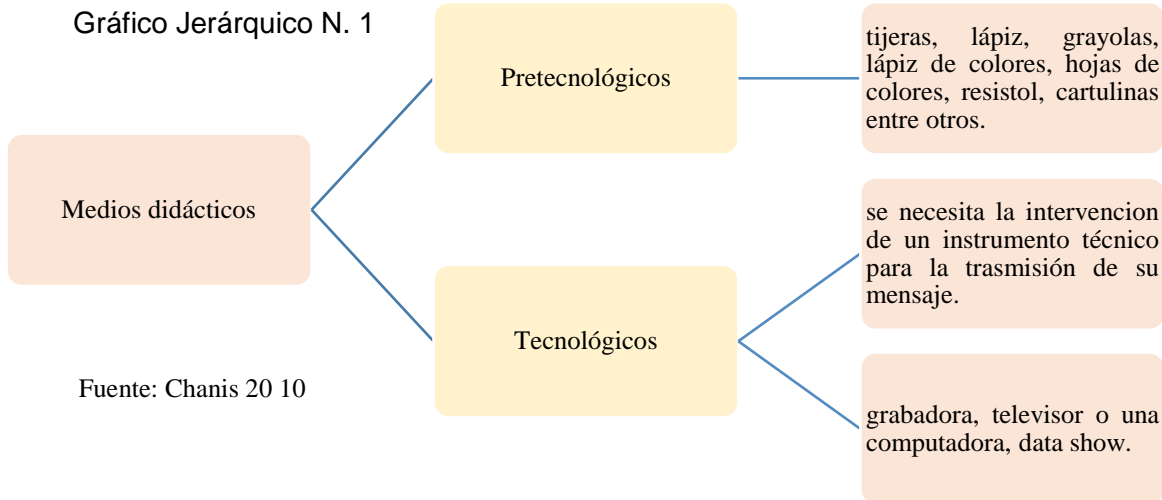 Gráfico Jerárquico N. 1
Medios didácticos
Pretecnológicos
tijeras, lápiz, grayolas,
lápiz de colores, hojas de
colores, resistol, cartulinas
entre otros.
Tecnológicos
se necesita la intervencion
de un instrumento técnico
para la trasmisión de su
mensaje.
grabadora, televisor o una
computadora, data show.
Fuente: Chanis 20 10